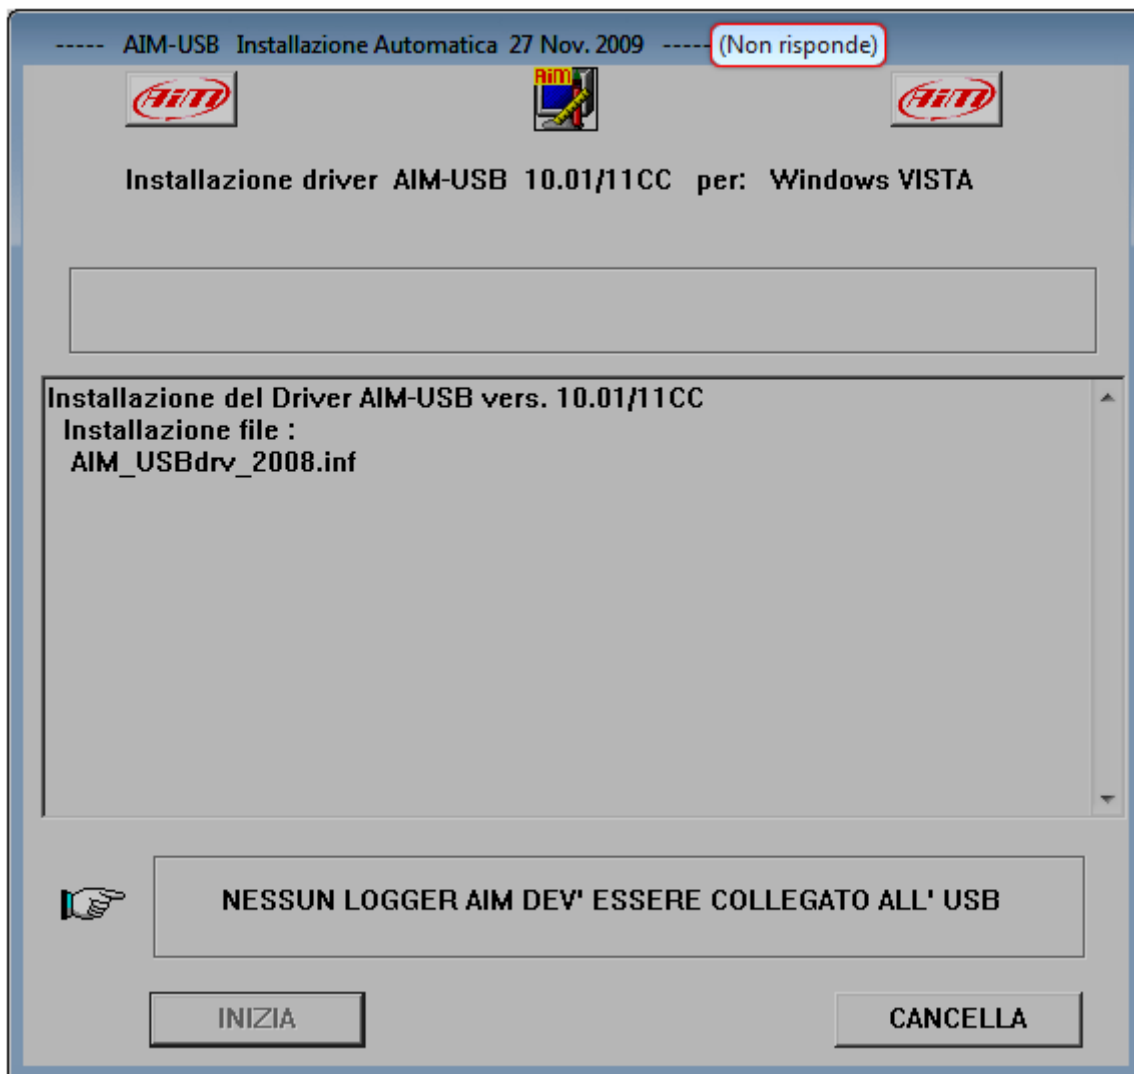 ----- AIM-USB Installazione Automatica 27 Nov. 2009 ----- (Non risponde)
AiM AiM AiM
Installazione driver AIM-USB 10.01/11CC per: Windows VISTA
Installazione del Driver AIM-USB vers. 10.01/11CC
Installazione file :
AIM_USBdrv_2008.inf
NESSUN LOGGER AIM DEV' ESSERE COLLEGATO ALL' USB
INIZIA CANCELLA